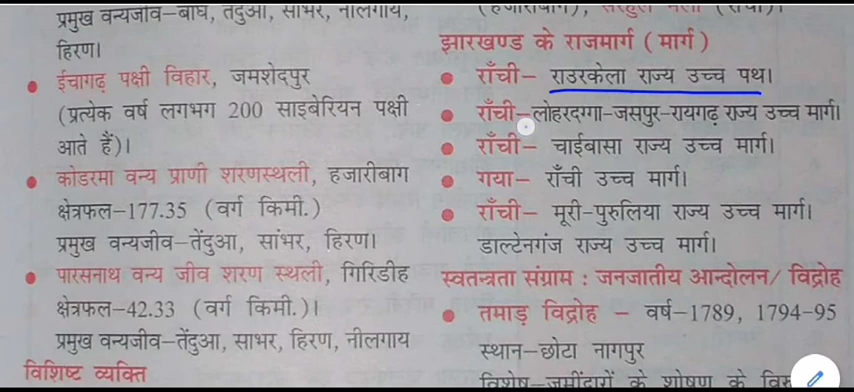 प्रमुख वन्यजीव–बाघ, तेंदुआ, साभर, नीलगाय,
हिरण।
• ईचागढ़ पक्षी विहार, जमशेदपुर
(प्रत्येक वर्ष लगभग 200 साइबेरियन पक्षी
आते हैं)।
• कोडरमा वन्य प्राणी शरणस्थली, हजारीबाग
क्षेत्रफल–177.35 (वर्ग किमी.)
प्रमुख वन्यजीव–तेंदुआ, सांभर, हिरण।
• पारसनाथ वन्य जीव शरण स्थली, गिरिडीह
क्षेत्रफल–42.33 (वर्ग किमी.)।
प्रमुख वन्यजीव–तेंदुआ, साभर, हिरण, नीलगाय
विशिष्ट व्यक्ति
(हजारीबाग),
झारखण्ड के राजमार्ग (मार्ग)
• राँची– राउरकेला राज्य उच्च पथ।
• राँची–लोहरदग्गा–जसपुर–रायगढ़ राज्य उच्च मार्ग।
• राँची– चाईबासा राज्य उच्च मार्ग।
• गया– राँची उच्च मार्ग।
• राँची– मूरी-पुरुलिया राज्य उच्च मार्ग।
डाल्टेनगंज राज्य उच्च मार्ग।
स्वतन्त्रता संग्राम : जनजातीय आन्दोलन/ विद्रोह
• तमाड़ विद्रोह – वर्ष–1789, 1794-95
स्थान–छोटा नागपुर
विशेष–जमींदारों के शोषण के